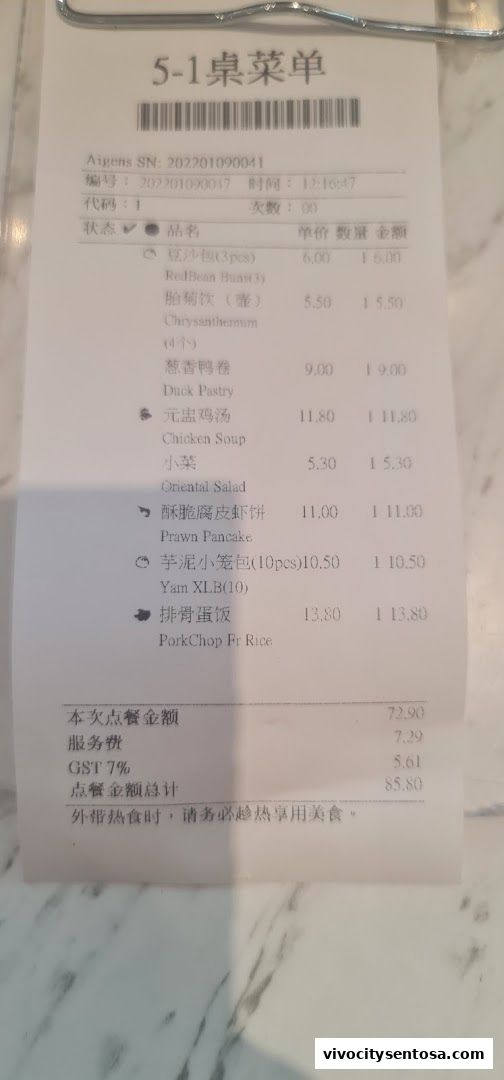 5-1桌菜单
Aigens SN: 202201090041
编号： 202201090047 时间： 12:16:47
代码：1 次数： 00
状态 ✔ ● 品名 单价 数量 金额
豆沙包(3pcs) 6.00 1 6.00
RedBean Buns(3)
胎菊饮（壶） 5.50 1 5.50
Chrysanthemum
(4个)
葱香鸭卷 9.00 1 9.00
Duck Pastry
元盅鸡汤 11.80 1 11.80
Chicken Soup
小菜 5.30 1 5.30
Oriental Salad
酥脆腐皮虾饼 11.00 1 11.00
Prawn Pancake
芋泥小笼包(10pcs)10.50 1 10.50
Yam XLB(10)
排骨蛋饭 13.80 1 13.80
PorkChop Fr Rice
本次点餐金额 72.90
服务费 7.29
GST 7% 5.61
点餐金额总计 85.80
外带热食时，请务必趁热享用美食。
vivocitysentosa.com